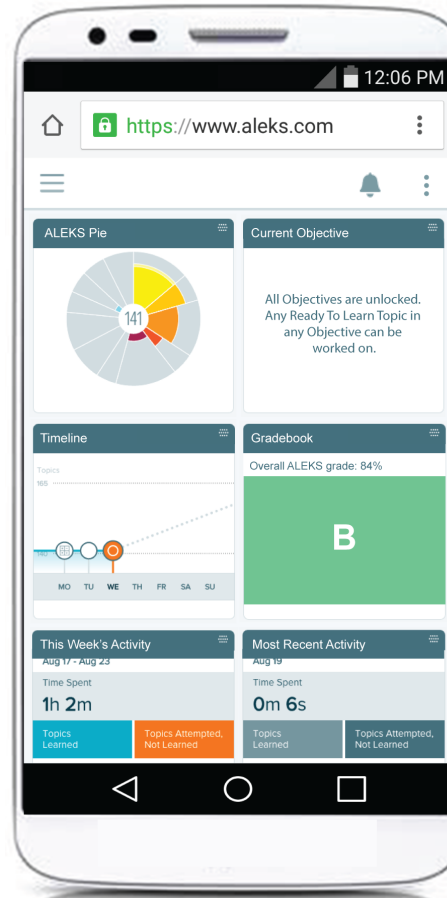 12:06 PM
https://www.aleks.com
ALEKS Pie
141
Current Objective
All Objectives are unlocked.
Any Ready To Learn Topic in
any Objective can be
worked on.
Timeline
Topics
165
140
MO TU WE TH FR SA SU
Gradebook
Overall ALEKS grade: 84%
B
This Week's Activity
Aug 17 - Aug 23
Time Spent
1h 2m
Topics
Learned
Topics Attempted,
Not Learned
Most Recent Activity
Aug 19
Time Spent
0m 6s
Topics
Learned
Topics Attempted,
Not Learned